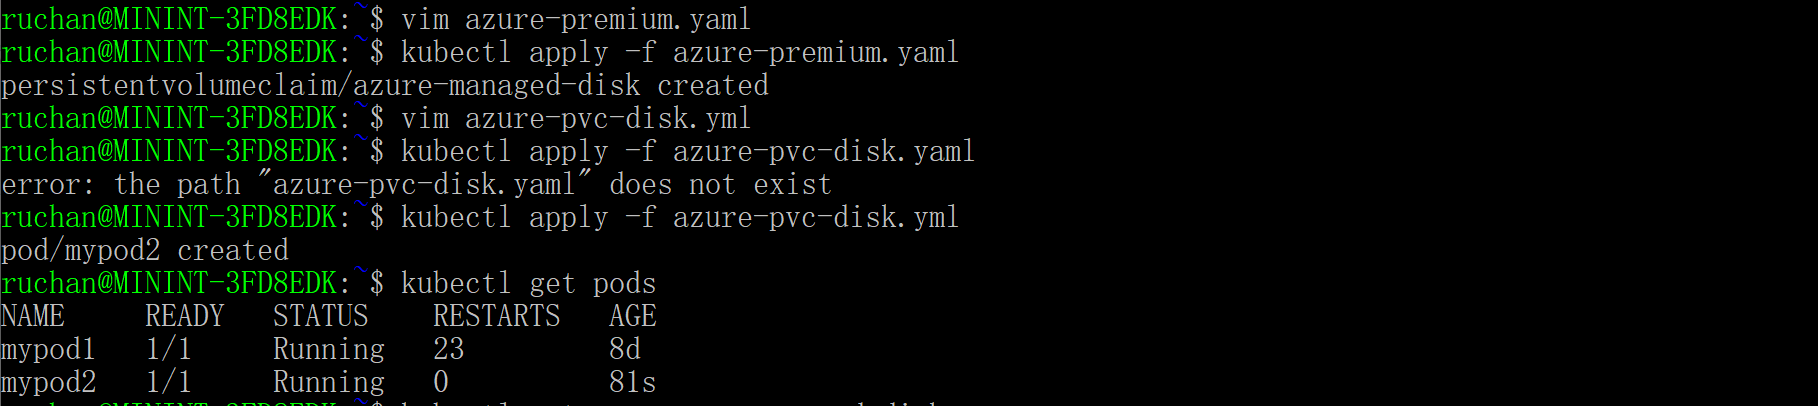 ruchan@MININT-3FD8EDK:~$ vim azure-premium.yaml
ruchan@MININT-3FD8EDK:~$ kubectl apply -f azure-premium.yaml
persistentvolumeclaim/azure-managed-disk created
ruchan@MININT-3FD8EDK:~$ vim azure-pvc-disk.yml
ruchan@MININT-3FD8EDK:~$ kubectl apply -f azure-pvc-disk.yaml
error: the path "azure-pvc-disk.yaml" does not exist
ruchan@MININT-3FD8EDK:~$ kubectl apply -f azure-pvc-disk.yml
pod/mypod2 created
ruchan@MININT-3FD8EDK:~$ kubectl get pods
NAME READY STATUS RESTARTS AGE
mypod1 1/1 Running 23 8d
mypod2 1/1 Running 0 81s